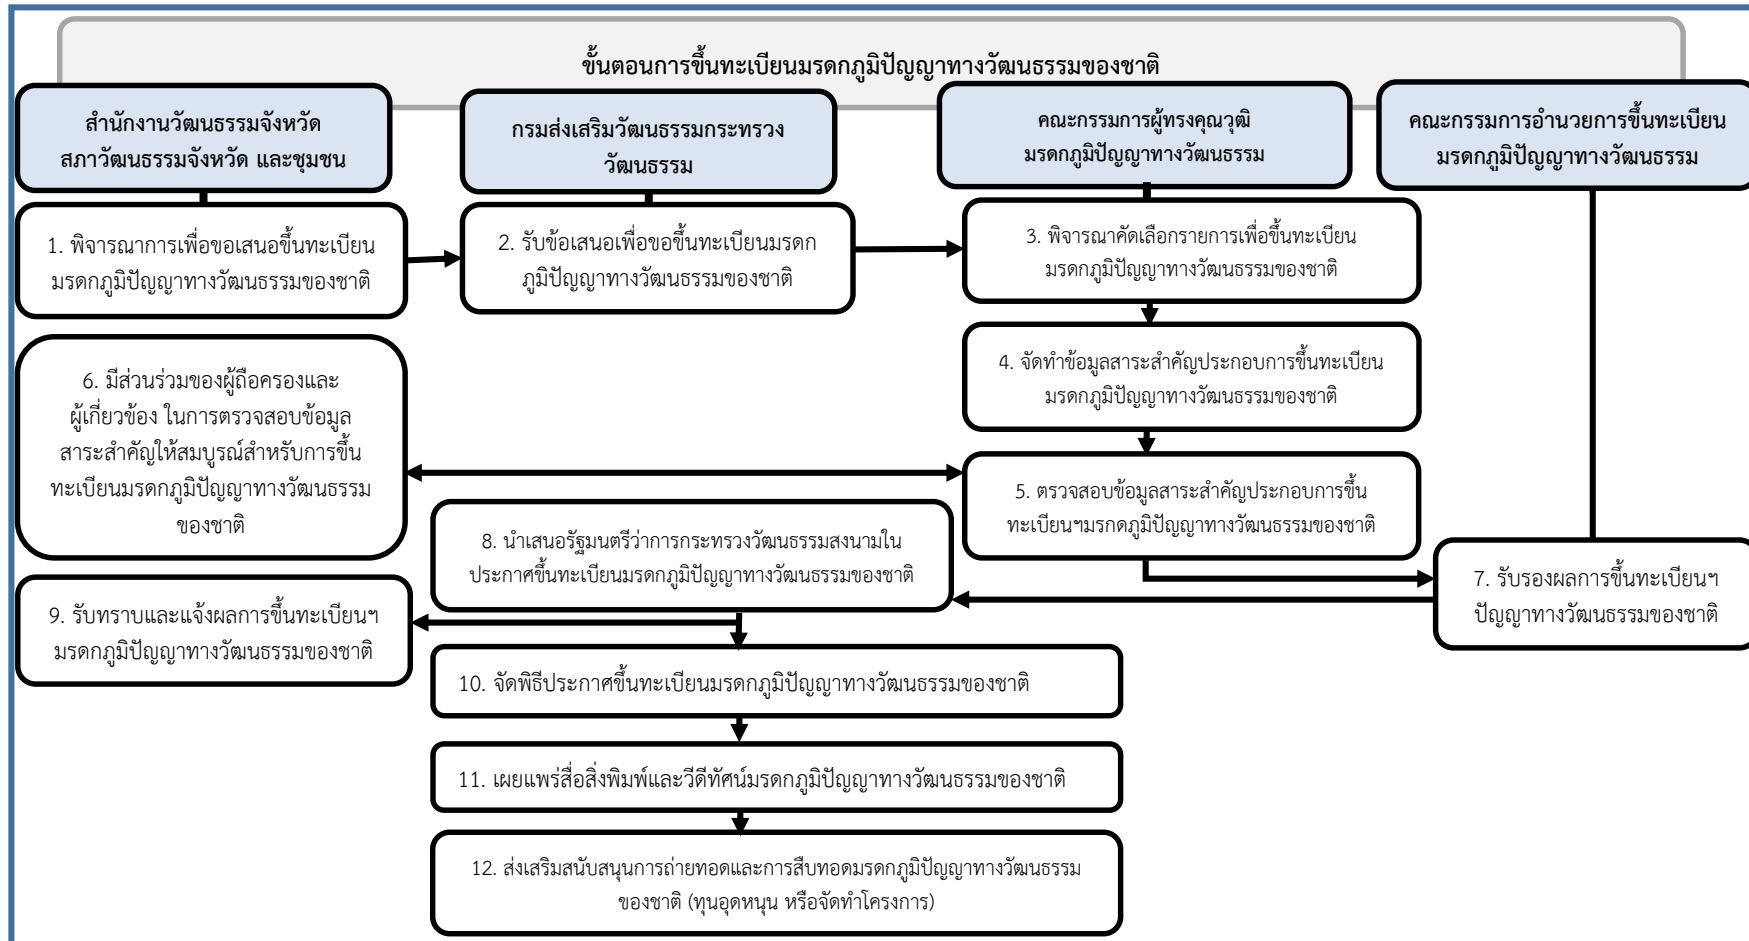 ขั้นตอนการขึ้นทะเบียนมรดกภูมิปัญญาทางวัฒนธรรมของชาติ
สำนักงานวัฒนธรรมจังหวัด
สภาวัฒนธรรมจังหวัด และชุมชน
กรมส่งเสริมวัฒนธรรมกระทรวง
วัฒนธรรม
คณะกรรมการผู้ทรงคุณวุฒิ
มรดกภูมิปัญญาทางวัฒนธรรม
คณะกรรมการอำนวยการขึ้นทะเบียน
มรดกภูมิปัญญาทางวัฒนธรรม
1. พิจารณาการเพื่อขอเสนอขึ้นทะเบียน
มรดกภูมิปัญญาทางวัฒนธรรมของชาติ
2. รับข้อเสนอเพื่อขอขึ้นทะเบียนมรดก
ภูมิปัญญาทางวัฒนธรรมของชาติ
3. พิจารณาคัดเลือกรายการเพื่อขึ้นทะเบียน
มรดกภูมิปัญญาทางวัฒนธรรมของชาติ
4. จัดทำข้อมูลสาระสำคัญประกอบการขึ้นทะเบียน
มรดกภูมิปัญญาทางวัฒนธรรมของชาติ
5. ตรวจสอบข้อมูลสาระสำคัญประกอบการขึ้น
ทะเบียนฯมรกดภูมิปัญญาทางวัฒนธรรมของชาติ
6. มีส่วนร่วมของผู้ถือครองและ
ผู้เกี่ยวข้อง ในการตรวจสอบข้อมูล
สาระสำคัญให้สมบูรณ์สำหรับการขึ้น
ทะเบียนมรดกภูมิปัญญาทางวัฒนธรรม
ของชาติ
7. รับรองผลการขึ้นทะเบียนฯ
ปัญญาทางวัฒนธรรมของชาติ
8. นำเสนอรัฐมนตรีว่าการกระทรวงวัฒนธรรมสงนามใน
ประกาศขึ้นทะเบียนมรดกภูมิปัญญาทางวัฒนธรรมของชาติ
9. รับทราบและแจ้งผลการขึ้นทะเบียนฯ
มรดกภูมิปัญญาทางวัฒนธรรมของชาติ
10. จัดพิธีประกาศขึ้นทะเบียนมรดกภูมิปัญญาทางวัฒนธรรมของชาติ
11. เผยแพร่สื่อสิ่งพิมพ์และวีดีทัศน์มรดกภูมิปัญญาทางวัฒนธรรมของชาติ
12. ส่งเสริมสนับสนุนการถ่ายทอดและการสืบทอดมรดกภูมิปัญญาทางวัฒนธรรม
ของชาติ (ทุนอุดหนุน หรือจัดทำโครงการ)